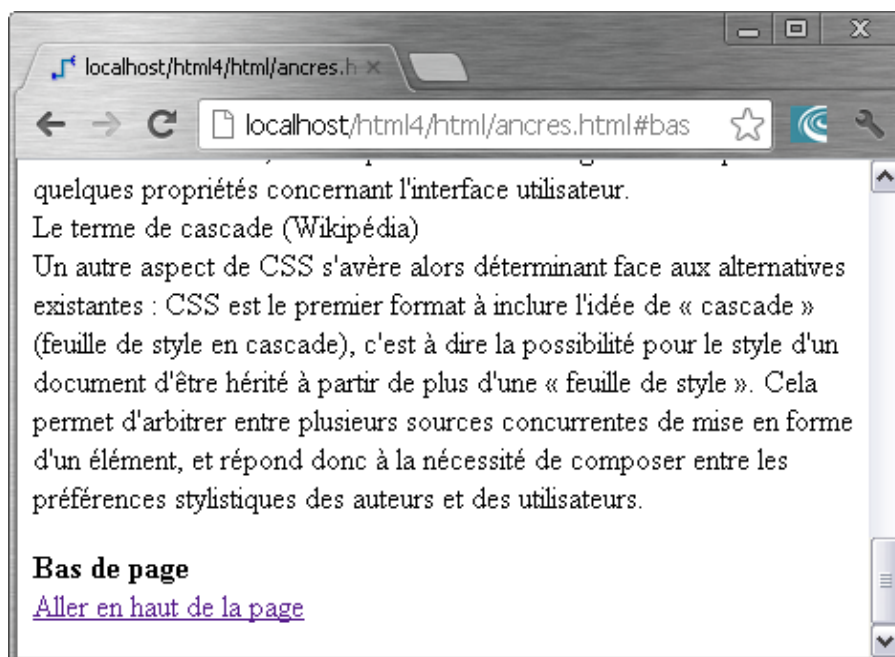 localhost/html4/html/ancres.h
localhost/html4/html/ancres.html#bas
quelques propriétés concernant l'interface utilisateur.
Le terme de cascade (Wikipédia)
Un autre aspect de CSS s'avère alors déterminant face aux alternatives
existantes : CSS est le premier format à inclure l'idée de « cascade »
(feuille de style en cascade), c'est à dire la possibilité pour le style d'un
document d'être hérité à partir de plus d'une « feuille de style ». Cela
permet d'arbitrer entre plusieurs sources concurrentes de mise en forme
d'un élément, et répond donc à la nécessité de composer entre les
préférences stylistiques des auteurs et des utilisateurs.
Bas de page
Aller en haut de la page